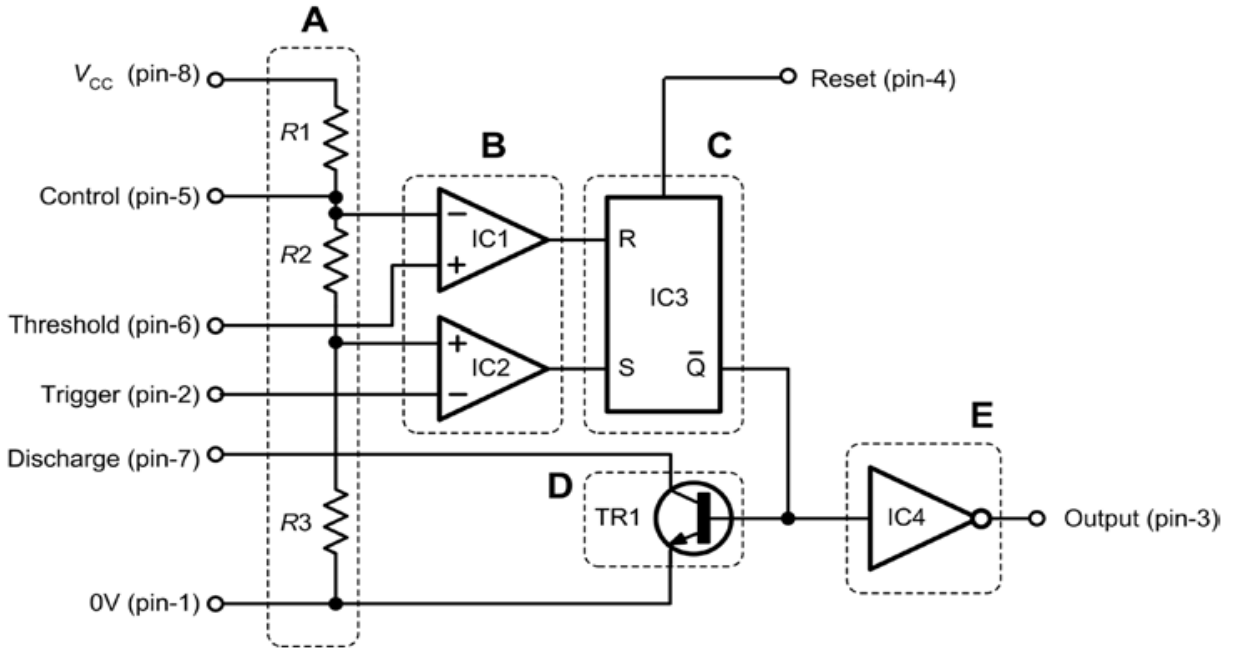 A
V_CC (pin-8)
Reset (pin-4)
R1
B
C
Control (pin-5)
−
IC1
R
R2
+
IC3
Threshold (pin-6)
+
IC2
S
Q̄
Trigger (pin-2)
−
E
Discharge (pin-7)
D
R3
TR1
IC4
Output (pin-3)
0V (pin-1)